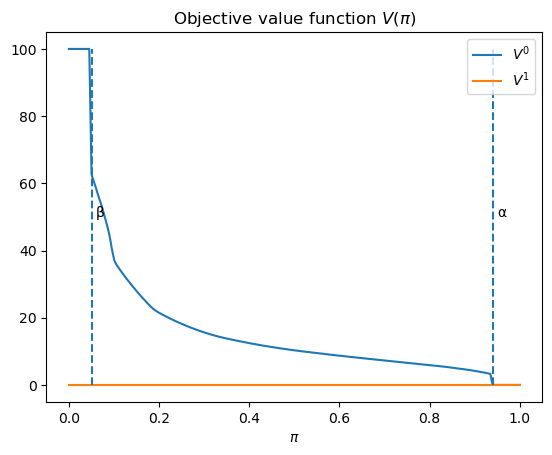 Objective value function V(π)
V⁰
V¹
100
80
60
40
20
0
β
α
0.0 0.2 0.4 0.6 0.8 1.0
π